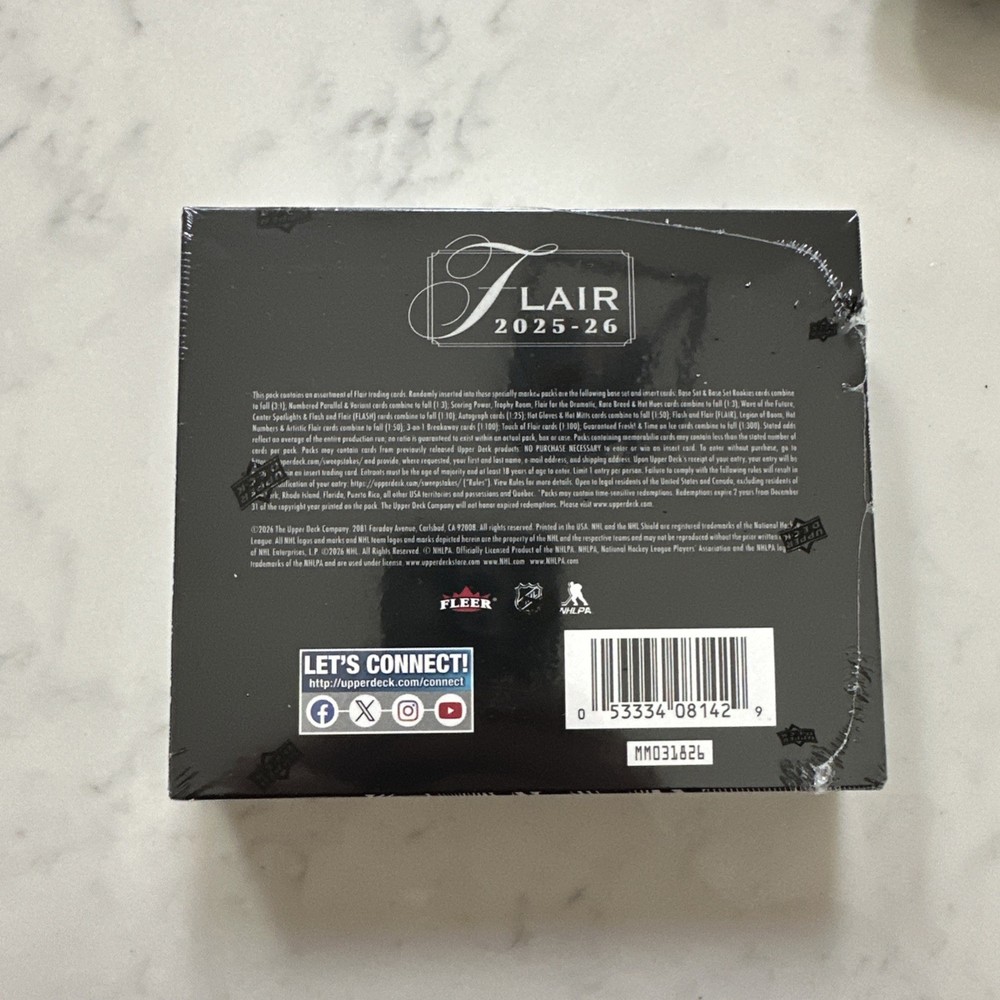 FLAIR
2025-26
This pack contains an assortment of Flair trading cards. Randomly inserted into these specially marked packs are the following base set and insert cards: Base Set & Base Set Rookies cards combine
to fall (3:1), Numbered Parallel & Variant cards combine to fall (1:3); Scoring Power, Trophy Room, Flair for the Dramatic, Rare Breed & Hot Hues cards combine to fall (1:3), Wave of the Future,
Center Spotlights & Flash and Flair (FLASH) cards combine to fall (1:10); Autograph cards (1:25); Hot Gloves & Hot Mitts cards combine to fall (1:50); Flash and Flair (FLAIR), Legion of Boom, Hot
Numbers & Artistic Flair cards combine to fall (1:50); 3-on-1 Breakaway cards (1:100); Touch of Flair cards (1:100); Guaranteed Fresh! & Time on Ice cards combine to fall (1:300). Stated odds
reflect an average of the entire production run; no ratio is guaranteed to exist within an actual pack, box or case. Packs containing memorabilia cards may contain less than the stated number of
cards per pack. Packs may contain cards from previously released Upper Deck products. NO PURCHASE NECESSARY to enter or win an insert card. To enter without purchase, go to
deck.com/sweepstakes/ and provide, where requested, your first and last name, e-mail address, and shipping address. Upon Upper Deck's receipt of your entry, your entry will be
an insert trading card. Entrants must be the age of majority and at least 18 years of age to enter. Limit 1 entry per person. Failure to comply with the following rules will result in
of your entry: http://upperdeck.com/sweepstakes/ ("Rules"). View Rules for more details. Open to legal residents of the United States and Canada, excluding residents of
Rhode Island, Florida, Puerto Rico, all other USA territories and possessions and Québec. *Packs may contain time-sensitive redemptions. Redemptions expire 2 years from December
31 of the copyright year printed on the pack. The Upper Deck Company will not honor expired redemptions. Please visit www.upperdeck.com.
©2026 The Upper Deck Company, 2081 Faraday Avenue, Carlsbad, CA 92008. All rights reserved. Printed in the USA. NHL and the NHL Shield are registered trademarks of the National Hockey
League. All NHL logos and marks and NHL team logos and marks depicted herein are the property of the NHL and the respective teams and may not be reproduced without the prior written
of NHL Enterprises, L.P. ©2026 NHL. All Rights Reserved. © NHLPA. Officially Licensed Product of the NHLPA. NHLPA, National Hockey League Players' Association and the NHLPA logo
trademarks of the NHLPA and are used under license. www.upperdeckstore.com www.NHL.com www.NHLPA.com
FLEER NHL NHLPA
LET'S CONNECT!
http://upperdeck.com/connect
0 53334 08142 9
MM031826